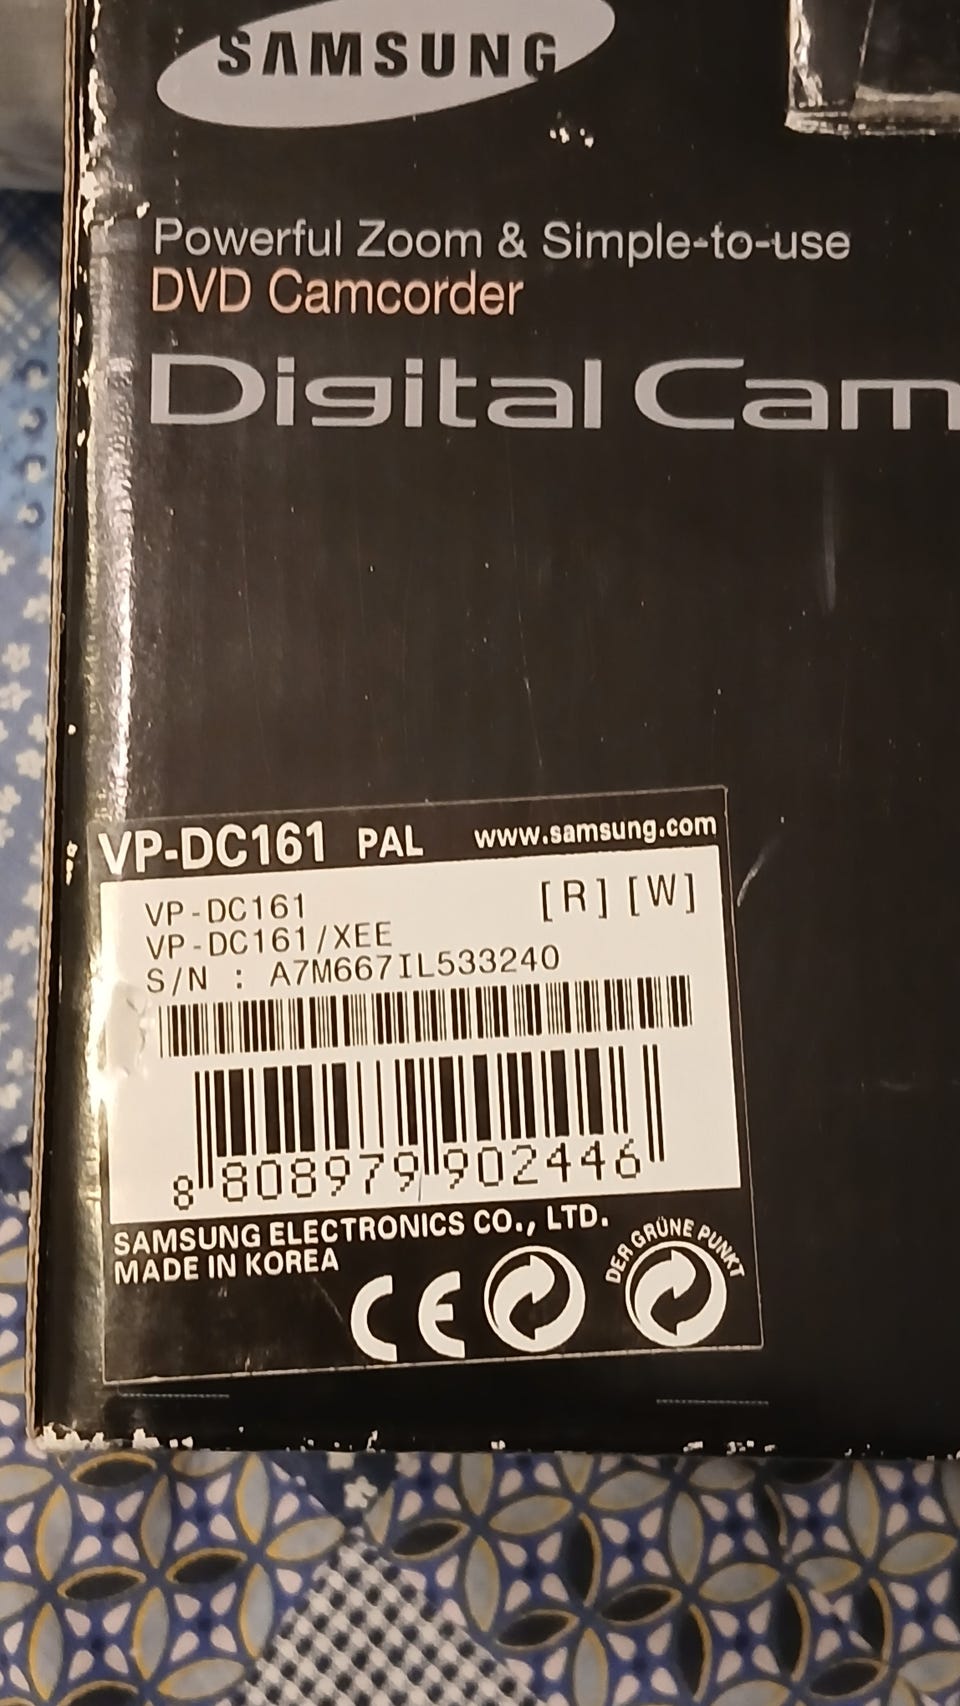 SAMSUNG
Powerful Zoom & Simple-to-use
DVD Camcorder
Digital Cam
VP-DC161 PAL www.samsung.com
VP-DC161 [R] [W]
VP-DC161/XEE
S/N : A7M667IL533240
8 808979 902446
SAMSUNG ELECTRONICS CO., LTD.
MADE IN KOREA
CE
DER GRÜNE PUNKT